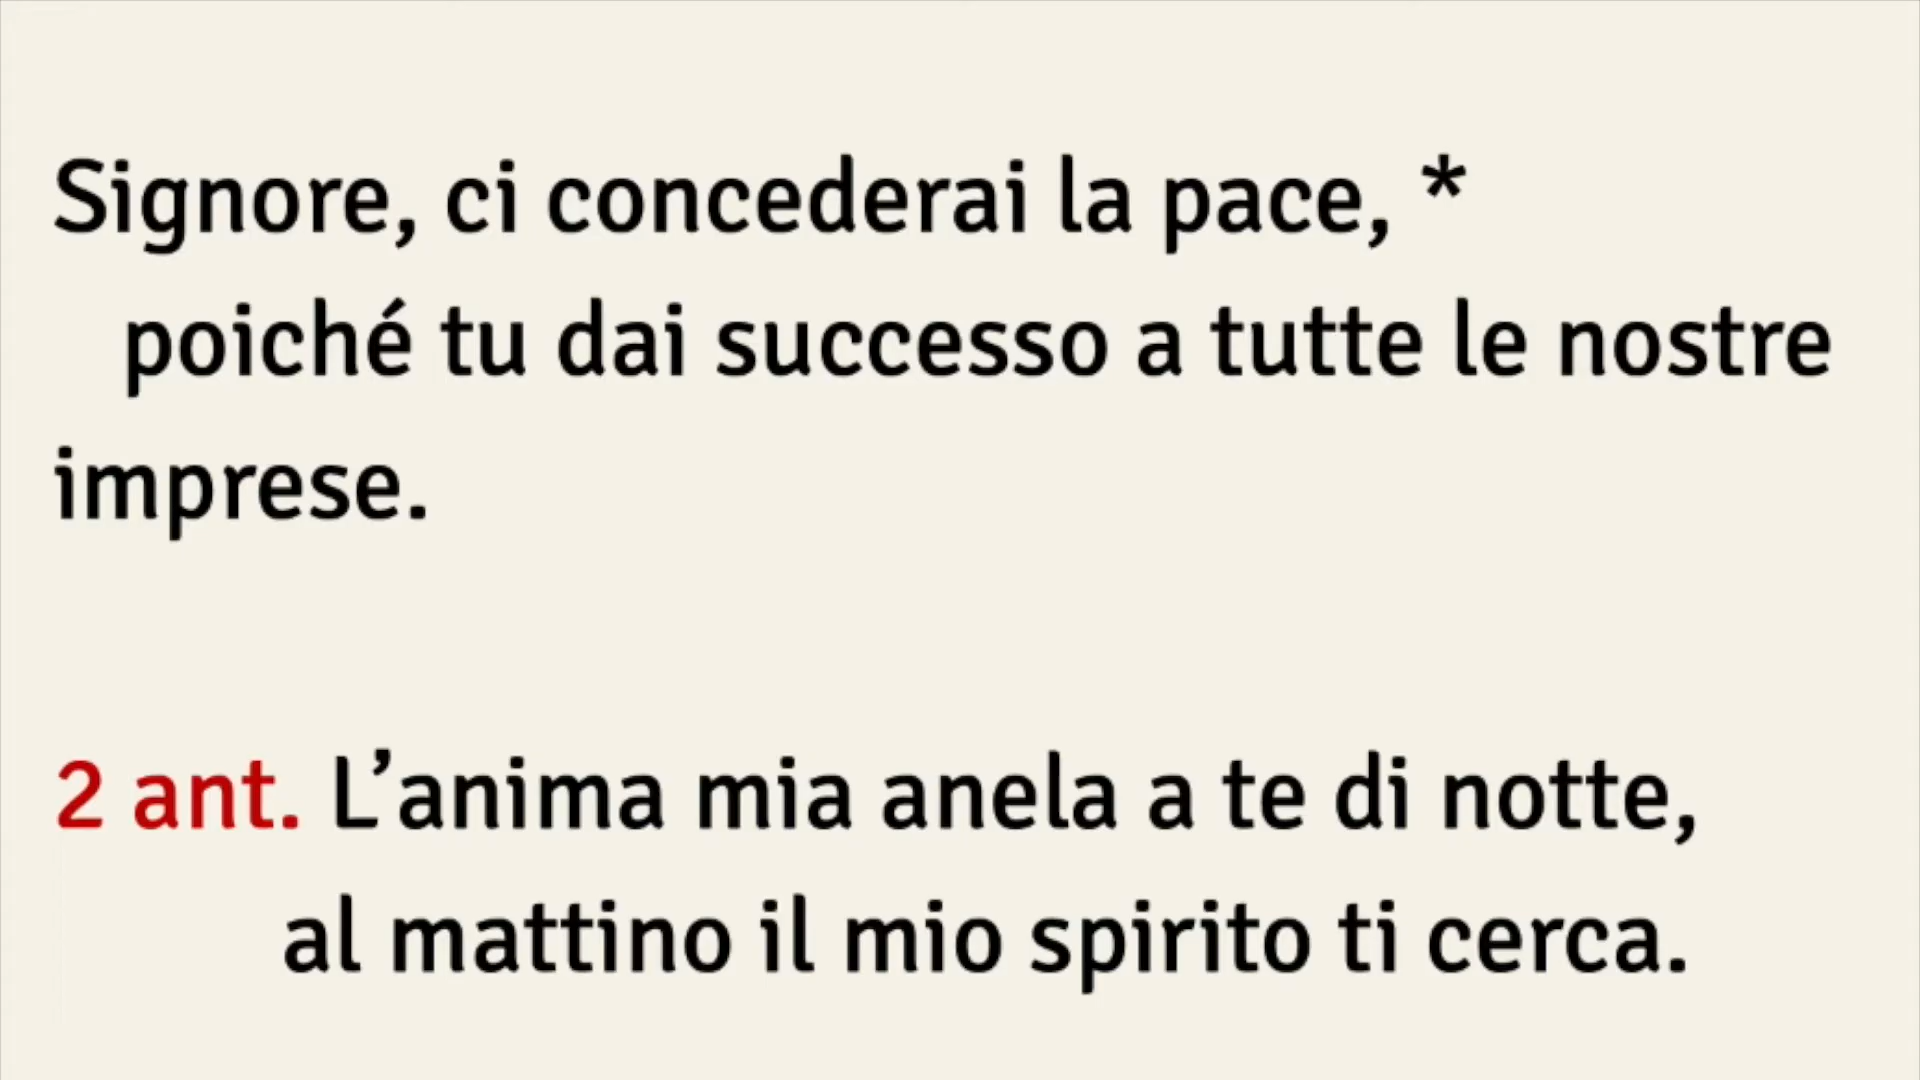 Signore, ci concederai la pace, *
poiché tu dai successo a tutte le nostre
imprese.
2 ant. L’anima mia anela a te di notte,
al mattino il mio spirito ti cerca.